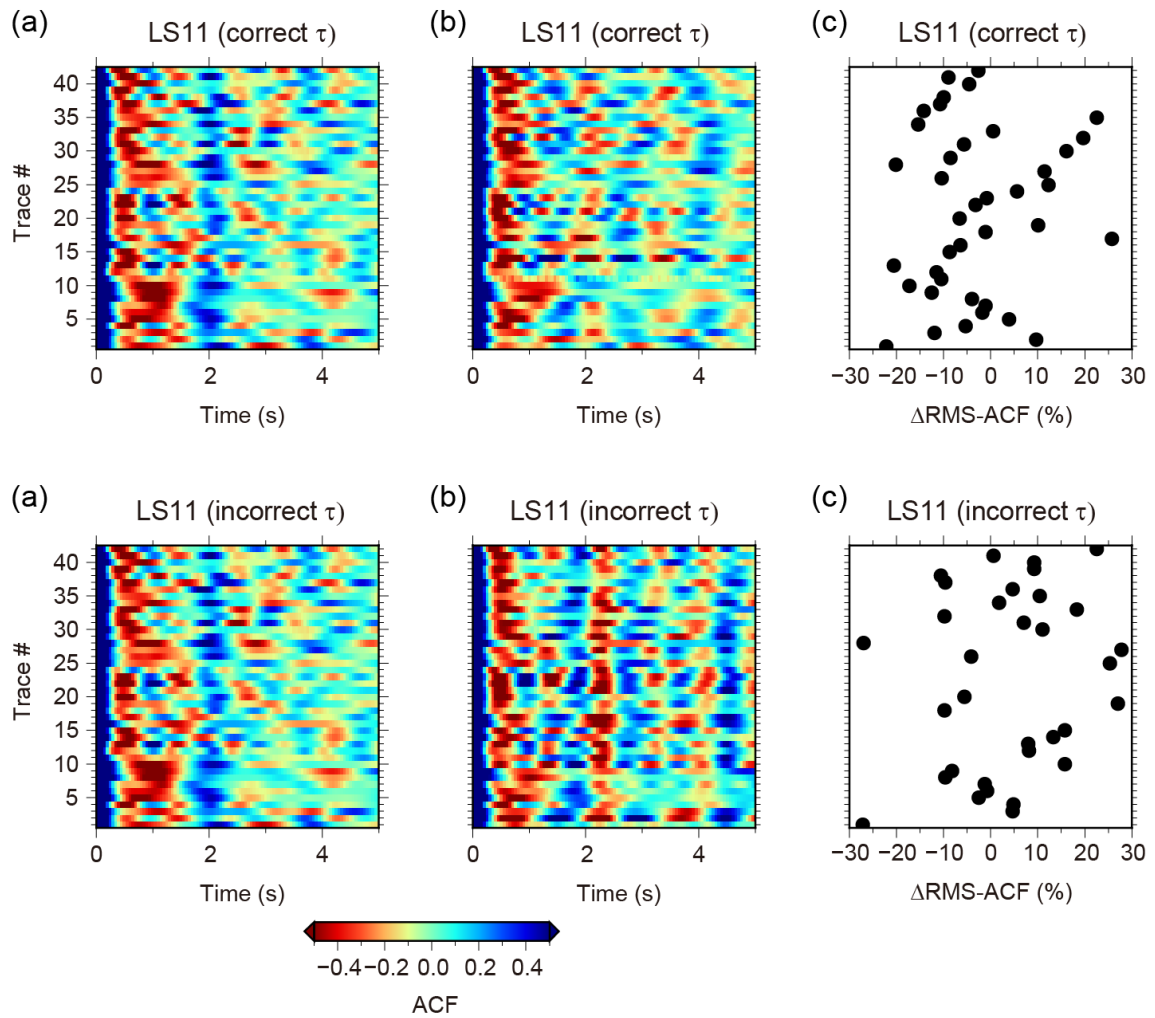 (a)
LS11 (correct τ)
(b)
LS11 (correct τ)
(c)
LS11 (correct τ)
Trace #
40
35
30
25
20
15
10
5
0 2 4
Time (s)
0 2 4
Time (s)
−30 −20 −10 0 10 20 30
ΔRMS-ACF (%)
(a)
LS11 (incorrect τ)
(b)
LS11 (incorrect τ)
(c)
LS11 (incorrect τ)
Trace #
40
35
30
25
20
15
10
5
0 2 4
Time (s)
0 2 4
Time (s)
−30 −20 −10 0 10 20 30
ΔRMS-ACF (%)
−0.4 −0.2 0.0 0.2 0.4
ACF